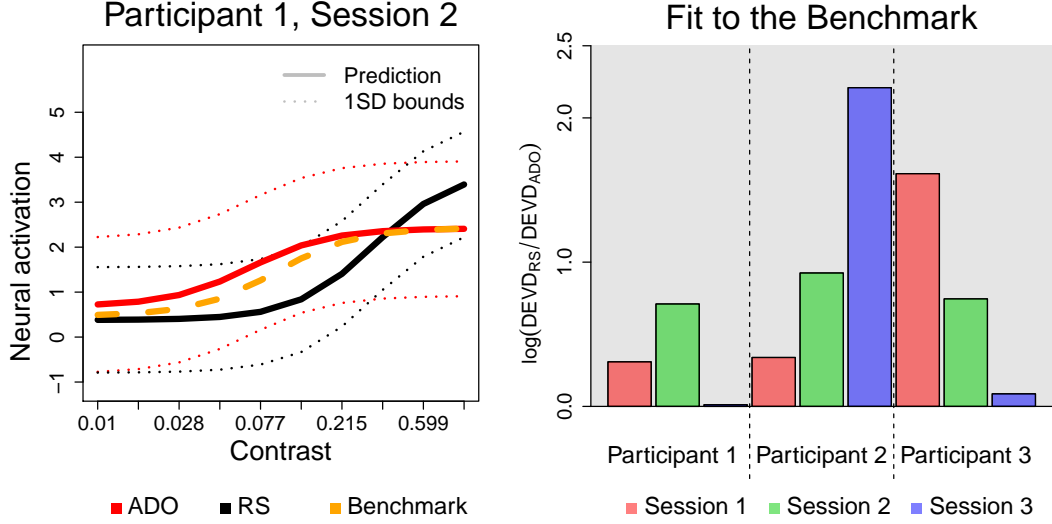 Participant 1, Session 2
Prediction
1SD bounds
Neural activation
5
4
3
2
1
0
−1
0.01 0.028 0.077 0.215 0.599
Contrast
ADO RS Benchmark
Fit to the Benchmark
log(DEVD_RS/DEVD_ADO)
2.5
2.0
1.0
0.0
Participant 1 Participant 2 Participant 3
Session 1 Session 2 Session 3